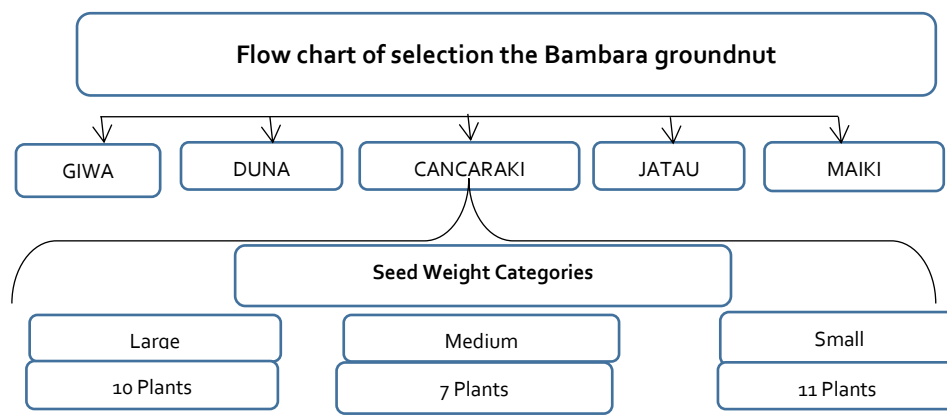 Flow chart of selection the Bambara groundnut
GIWA
DUNA
CANCARAKI
JATAU
MAIKI
Seed Weight Categories
Large
Medium
Small
10 Plants
7 Plants
11 Plants